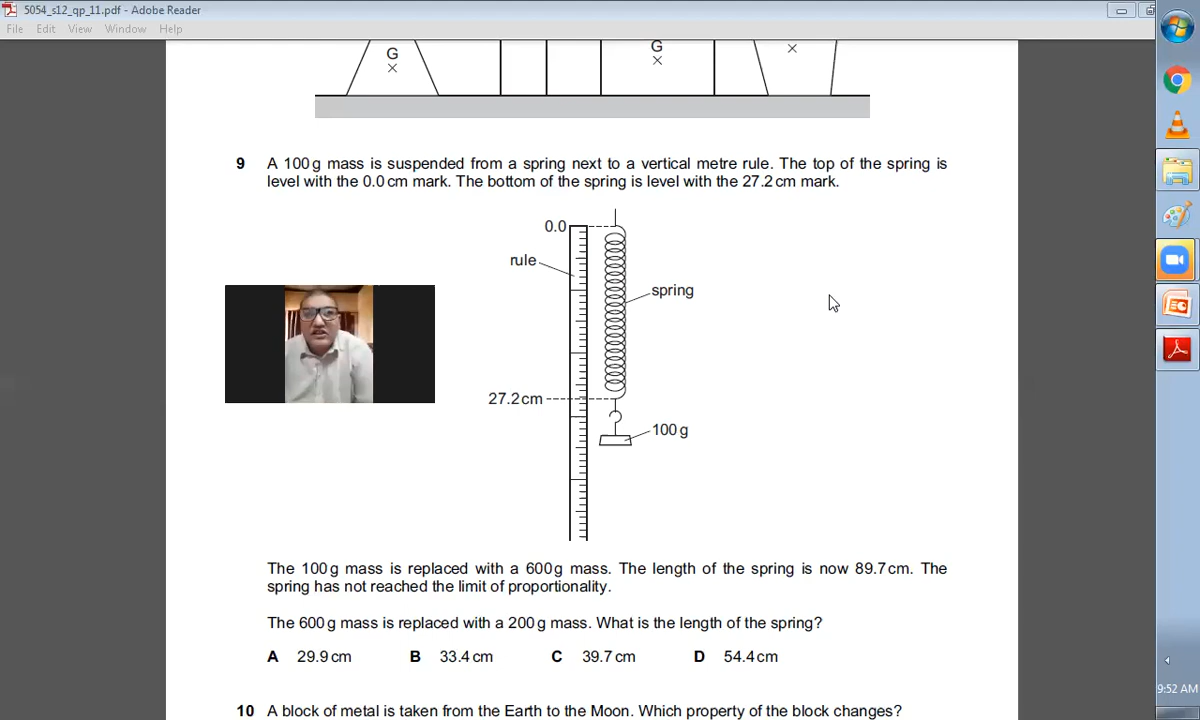 5054_s12_qp_11.pdf - Adobe Reader
File Edit View Window Help
G
G
9 A 100 g mass is suspended from a spring next to a vertical metre rule. The top of the spring is
level with the 0.0 cm mark. The bottom of the spring is level with the 27.2 cm mark.
0.0
rule
spring
27.2 cm
100 g
The 100 g mass is replaced with a 600 g mass. The length of the spring is now 89.7 cm. The
spring has not reached the limit of proportionality.
The 600 g mass is replaced with a 200 g mass. What is the length of the spring?
A 29.9 cm B 33.4 cm C 39.7 cm D 54.4 cm
10 A block of metal is taken from the Earth to the Moon. Which property of the block changes?
9:52 AM